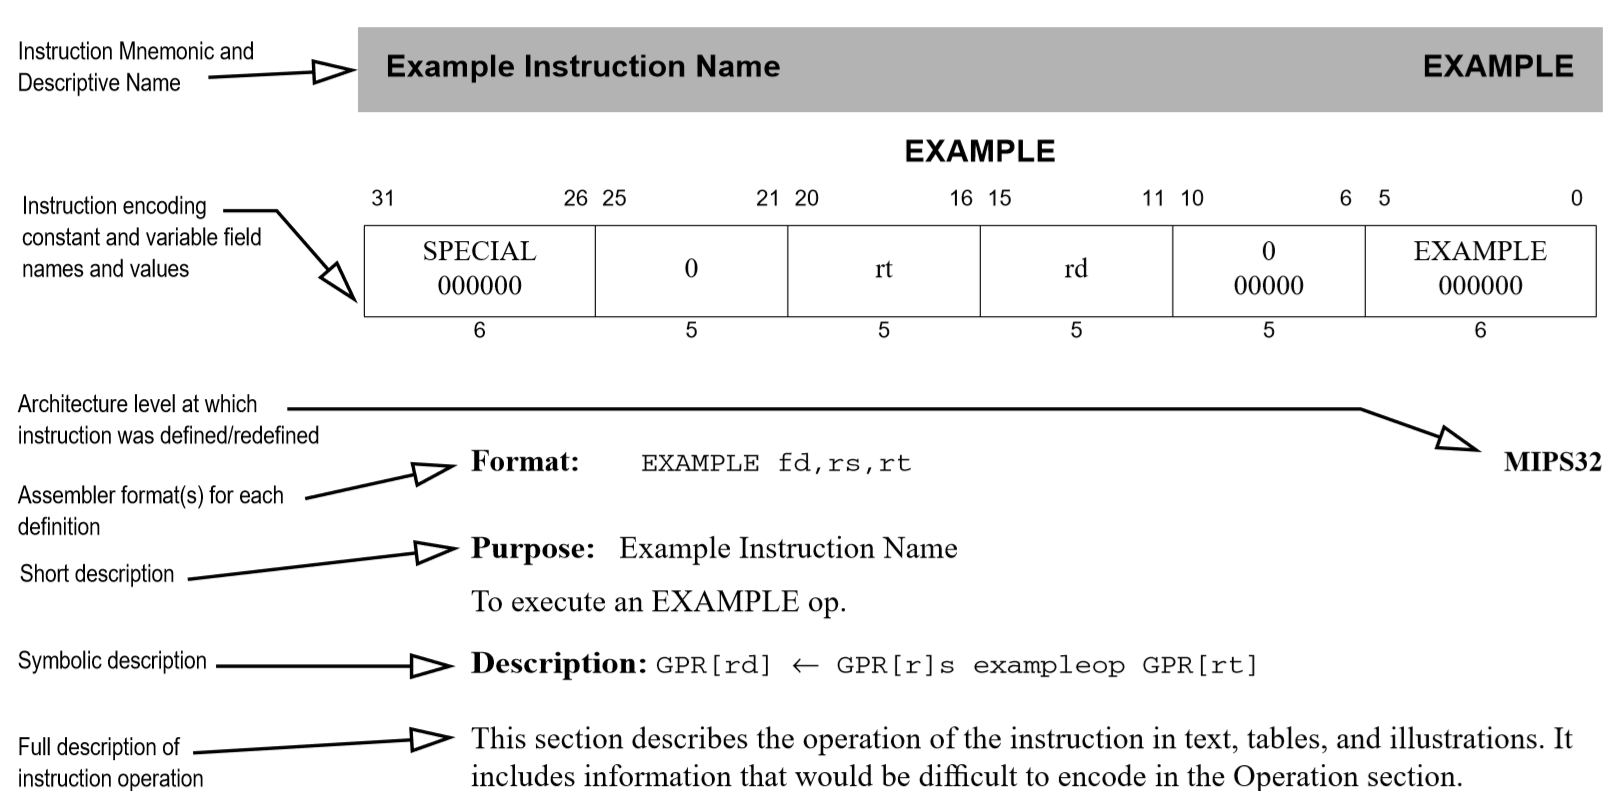 Instruction Mnemonic and
Descriptive Name
Example Instruction Name EXAMPLE
EXAMPLE
31 26 25 21 20 16 15 11 10 6 5 0
Instruction encoding
constant and variable field
names and values
SPECIAL
000000
0
rt
rd
0
00000
EXAMPLE
000000
6 5 5 5 5 6
Architecture level at which
instruction was defined/redefined
MIPS32
Format: EXAMPLE fd,rs,rt
Assembler format(s) for each
definition
Purpose: Example Instruction Name
Short description
To execute an EXAMPLE op.
Symbolic description
Description: GPR[rd] ← GPR[r]s exampleop GPR[rt]
Full description of
instruction operation
This section describes the operation of the instruction in text, tables, and illustrations. It
includes information that would be difficult to encode in the Operation section.